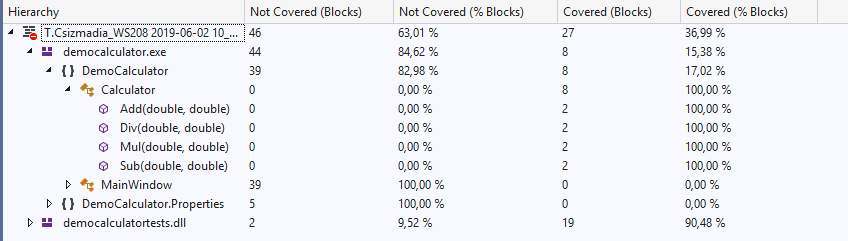 Hierarchy Not Covered (Blocks) Not Covered (% Blocks) Covered (Blocks) Covered (% Blocks)
T.Csizmadia_WS208 2019-06-02 10_... 46 63,01 % 27 36,99 %
democalculator.exe 44 84,62 % 8 15,38 %
{ } DemoCalculator 39 82,98 % 8 17,02 %
Calculator 0 0,00 % 8 100,00 %
Add(double, double) 0 0,00 % 2 100,00 %
Div(double, double) 0 0,00 % 2 100,00 %
Mul(double, double) 0 0,00 % 2 100,00 %
Sub(double, double) 0 0,00 % 2 100,00 %
MainWindow 39 100,00 % 0 0,00 %
{ } DemoCalculator.Properties 5 100,00 % 0 0,00 %
democalculatortests.dll 2 9,52 % 19 90,48 %